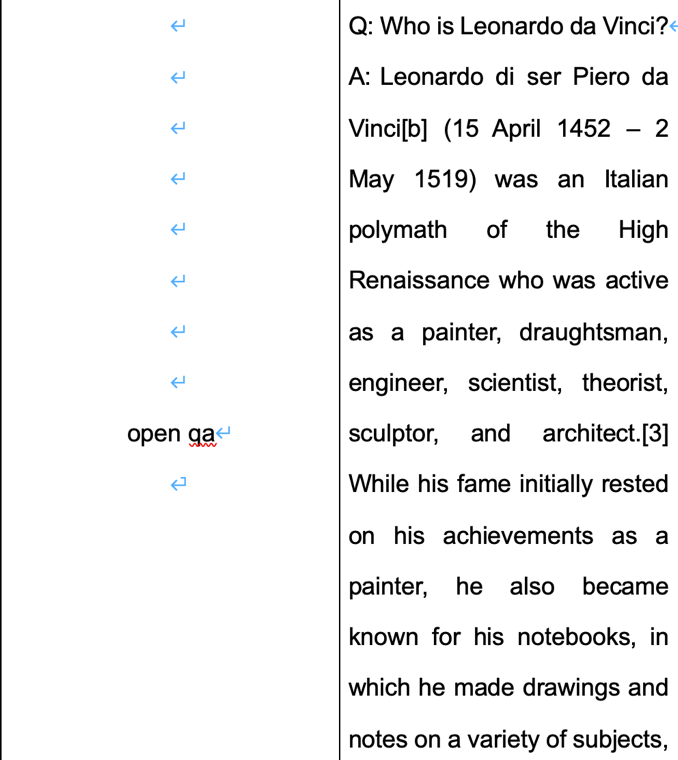 open qa
Q: Who is Leonardo da Vinci?
A: Leonardo di ser Piero da
Vinci[b] (15 April 1452 – 2
May 1519) was an Italian
polymath of the High
Renaissance who was active
as a painter, draughtsman,
engineer, scientist, theorist,
sculptor, and architect.[3]
While his fame initially rested
on his achievements as a
painter, he also became
known for his notebooks, in
which he made drawings and
notes on a variety of subjects,